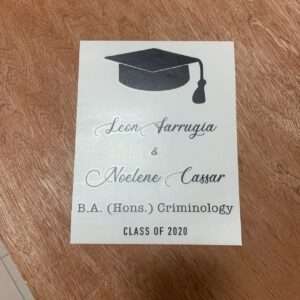 Leon Farrugia
&
Noelene Cassar
B.A. (Hons.) Criminology
CLASS OF 2020